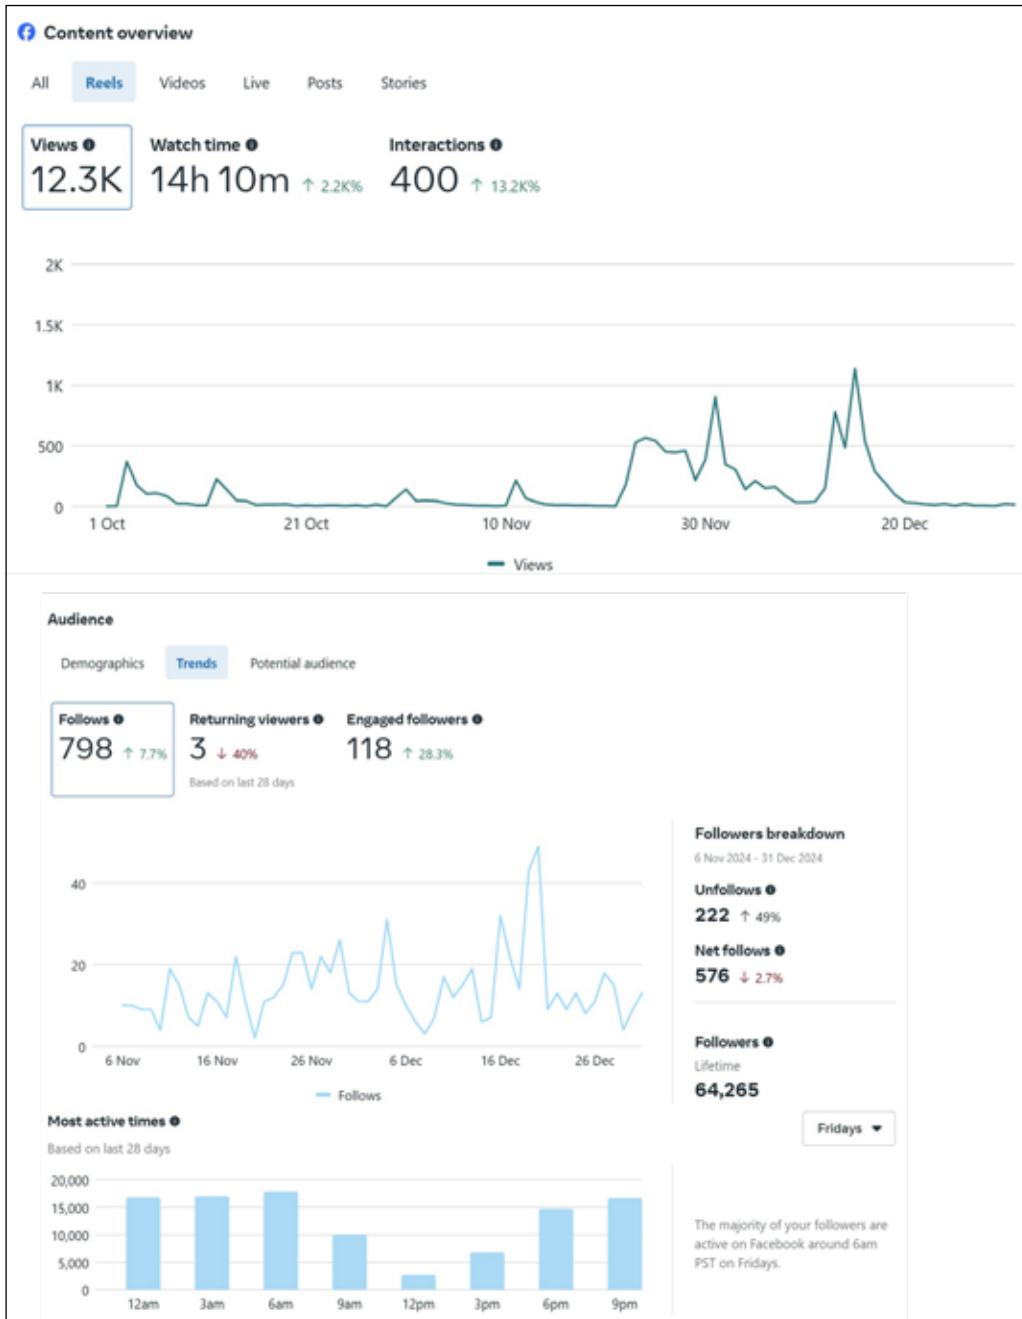 Content overview
All Reels Videos Live Posts Stories
Views Watch time Interactions
12.3K 14h 10m ↑ 2.2K% 400 ↑ 13.2K%
2K
1.5K
1K
500
0
1 Oct 21 Oct 10 Nov 30 Nov 20 Dec
Views
Audience
Demographics Trends Potential audience
Follows Returning viewers Engaged followers
798 ↑ 7.7% 3 ↓ 40% 118 ↑ 28.3%
Based on last 28 days
40
20
0
6 Nov 16 Nov 26 Nov 6 Dec 16 Dec 26 Dec
Follows
Followers breakdown
6 Nov 2024 - 31 Dec 2024
Unfollows
222 ↑ 49%
Net follows
576 ↓ 2.7%
Followers
Lifetime
64,265
Most active times
Based on last 28 days
Fridays
20,000
15,000
10,000
5,000
0
12am 3am 6am 9am 12pm 3pm 6pm 9pm
The majority of your followers are
active on Facebook around 6am
PST on Fridays.